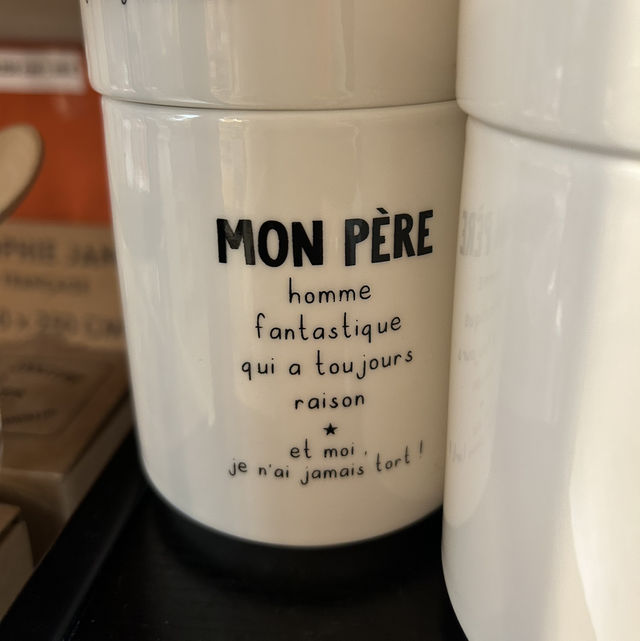 MON PÈRE
homme
fantastique
qui a toujours
raison
★
et moi,
je n'ai jamais tort !